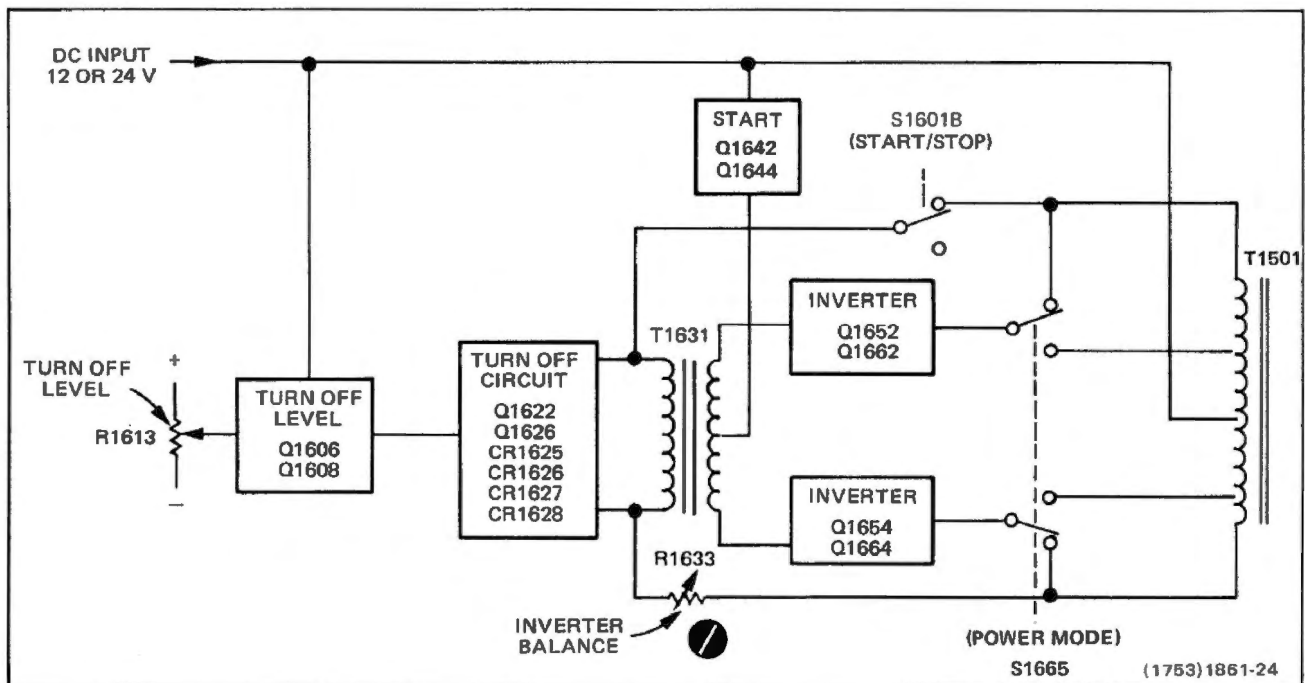 DC INPUT
12 OR 24 V
START
Q1642
Q1644
S1601B
(START/STOP)
T1501
INVERTER
Q1652
Q1662
T1631
TURN OFF
LEVEL
+
R1613
−
TURN OFF
LEVEL
Q1606
Q1608
TURN OFF
CIRCUIT
Q1622
Q1626
CR1625
CR1626
CR1627
CR1628
INVERTER
Q1654
Q1664
R1633
INVERTER
BALANCE
(POWER MODE)
S1665
(1753)1861-24